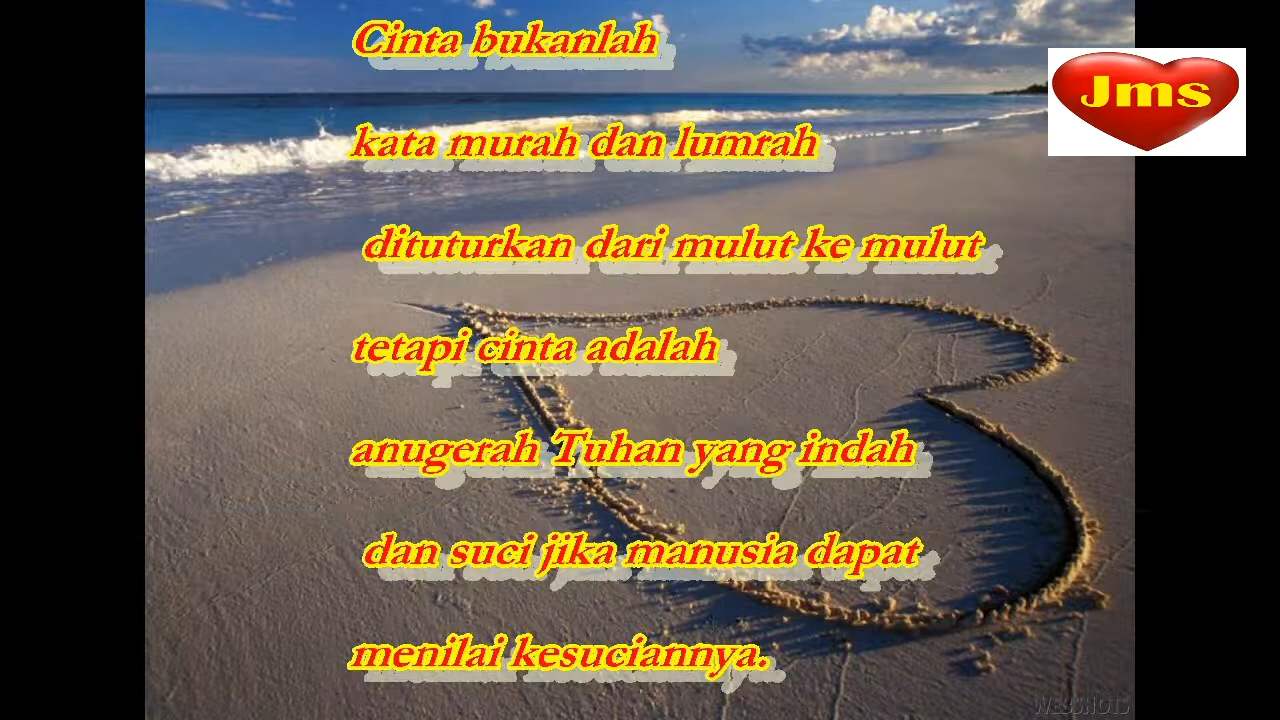 Cinta bukanlah
Jms
kata murah dan lumrah
dituturkan dari mulut ke mulut
tetapi cinta adalah
anugerah Tuhan yang indah
dan suci jika manusia dapat
menilai kesuciannya.
WEBSHOTS